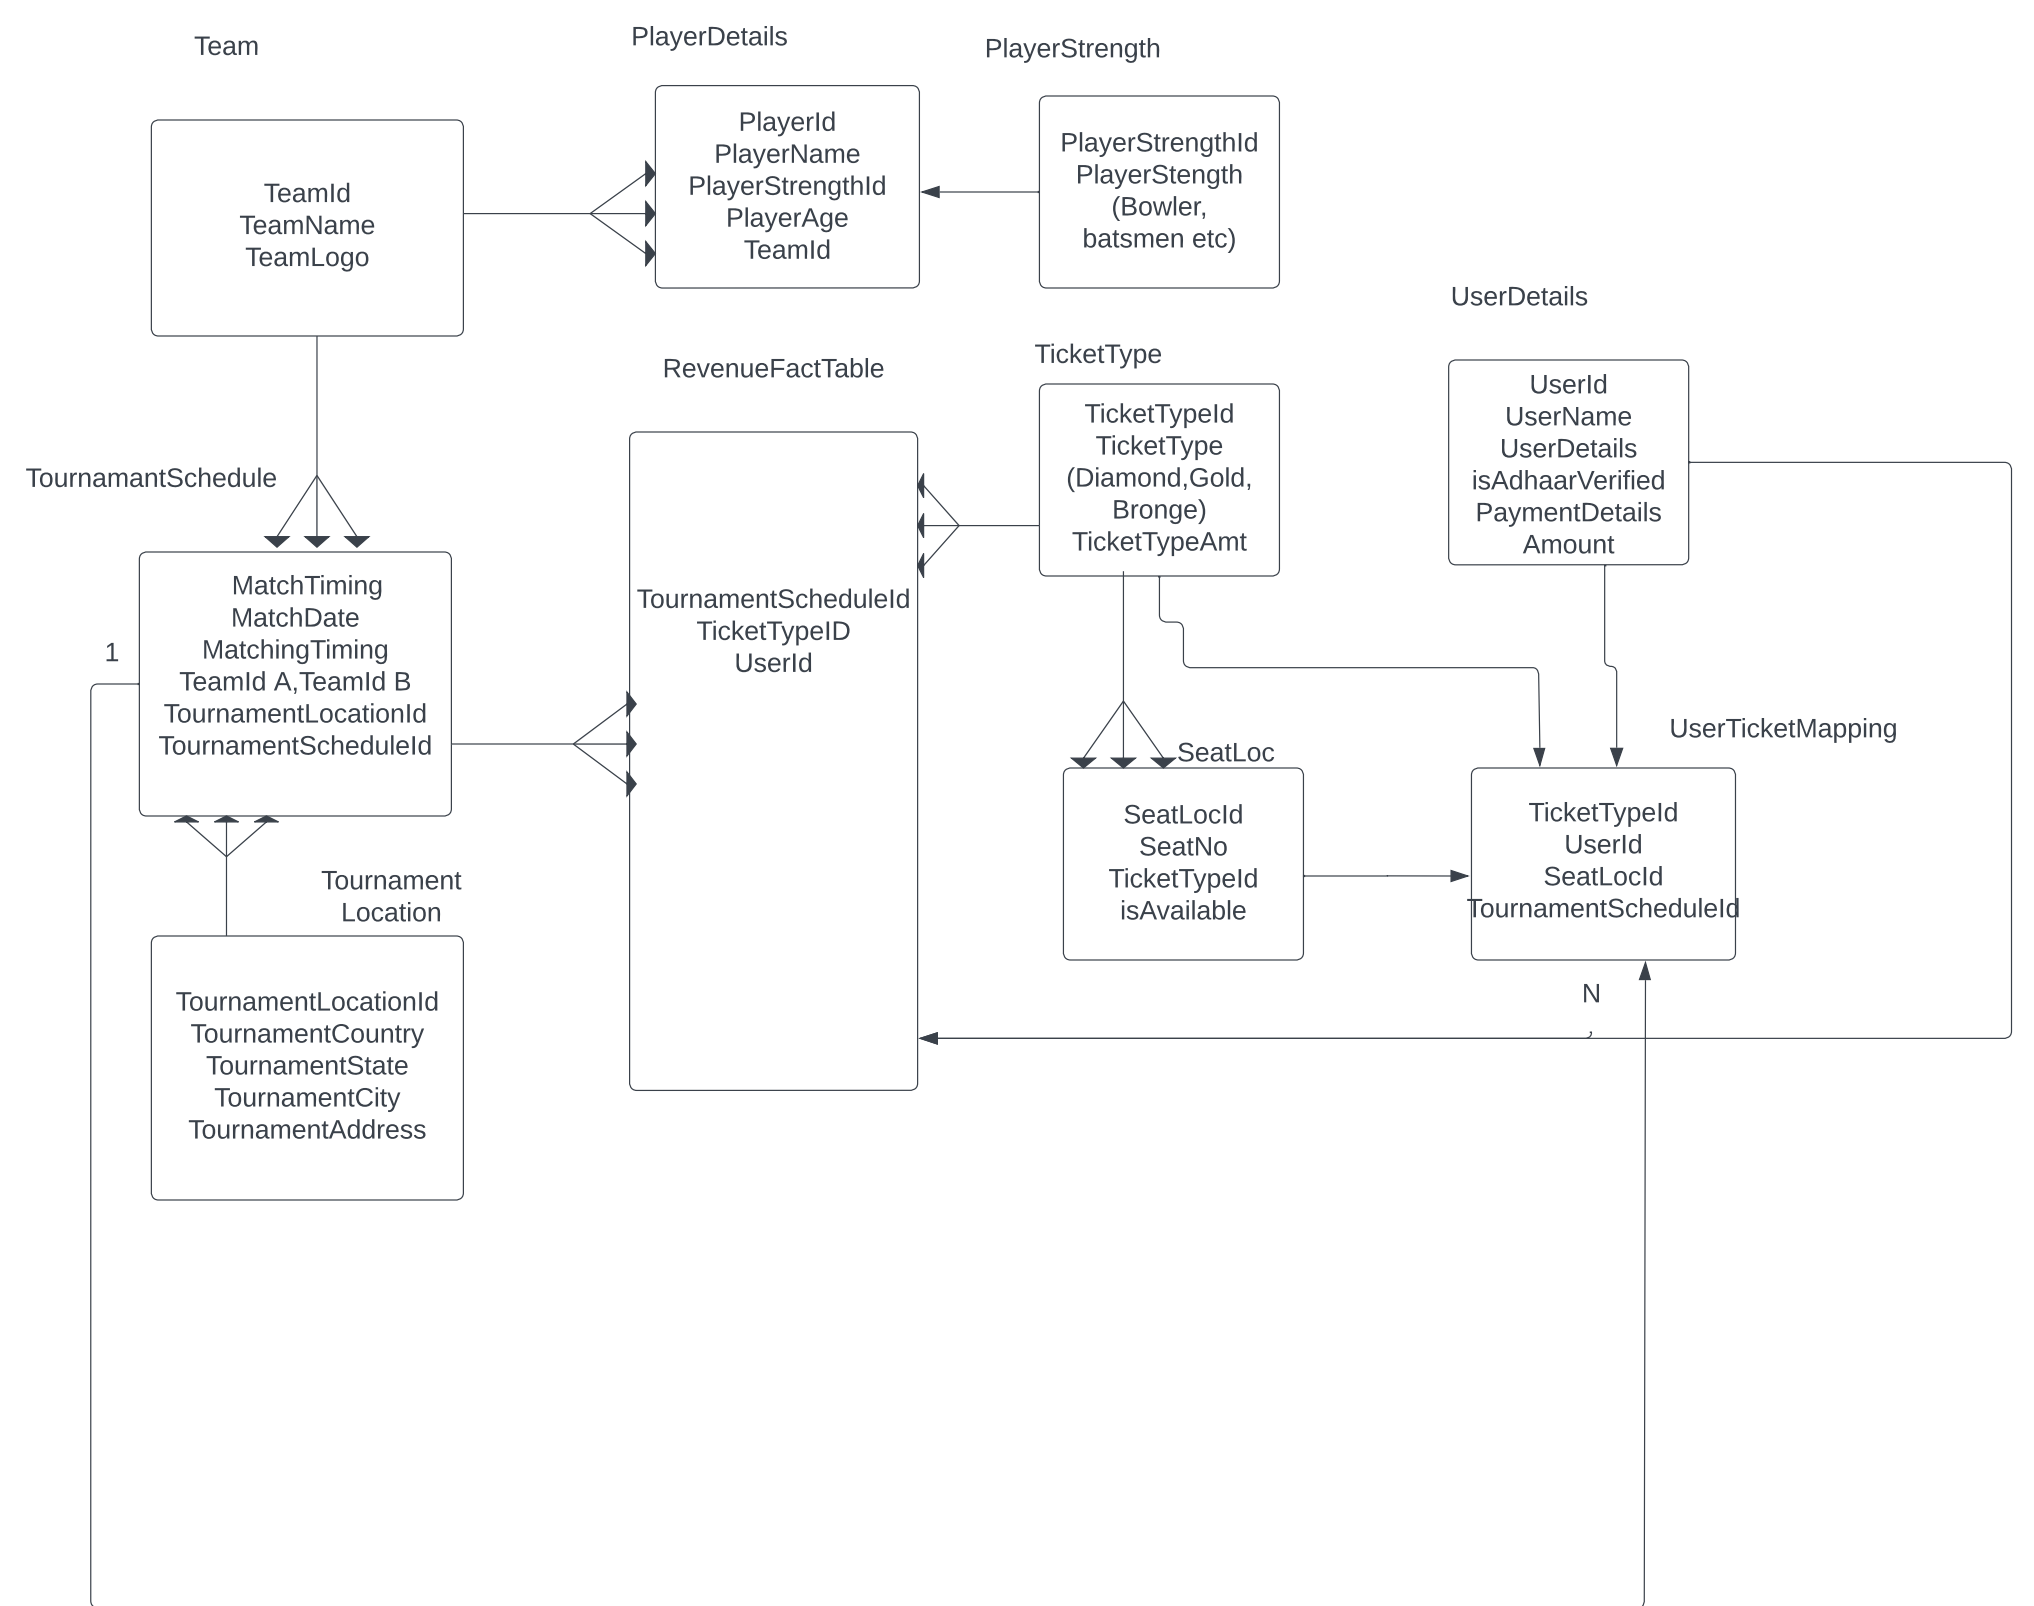 Team
PlayerDetails
PlayerStrength
TeamId
TeamName
TeamLogo
PlayerId
PlayerName
PlayerStrengthId
PlayerAge
TeamId
PlayerStrengthId
PlayerStength
(Bowler,
batsmen etc)
UserDetails
RevenueFactTable
TicketType
TicketTypeId
TicketType
(Diamond,Gold,
Bronge)
TicketTypeAmt
UserId
UserName
UserDetails
isAdhaarVerified
PaymentDetails
Amount
TournamantSchedule
MatchTiming
MatchDate
MatchingTiming
TeamId A,TeamId B
TournamentLocationId
TournamentScheduleId
1
TournamentScheduleId
TicketTypeID
UserId
SeatLoc
UserTicketMapping
SeatLocId
SeatNo
TicketTypeId
isAvailable
TicketTypeId
UserId
SeatLocId
TournamentScheduleId
N
Tournament
Location
TournamentLocationId
TournamentCountry
TournamentState
TournamentCity
TournamentAddress